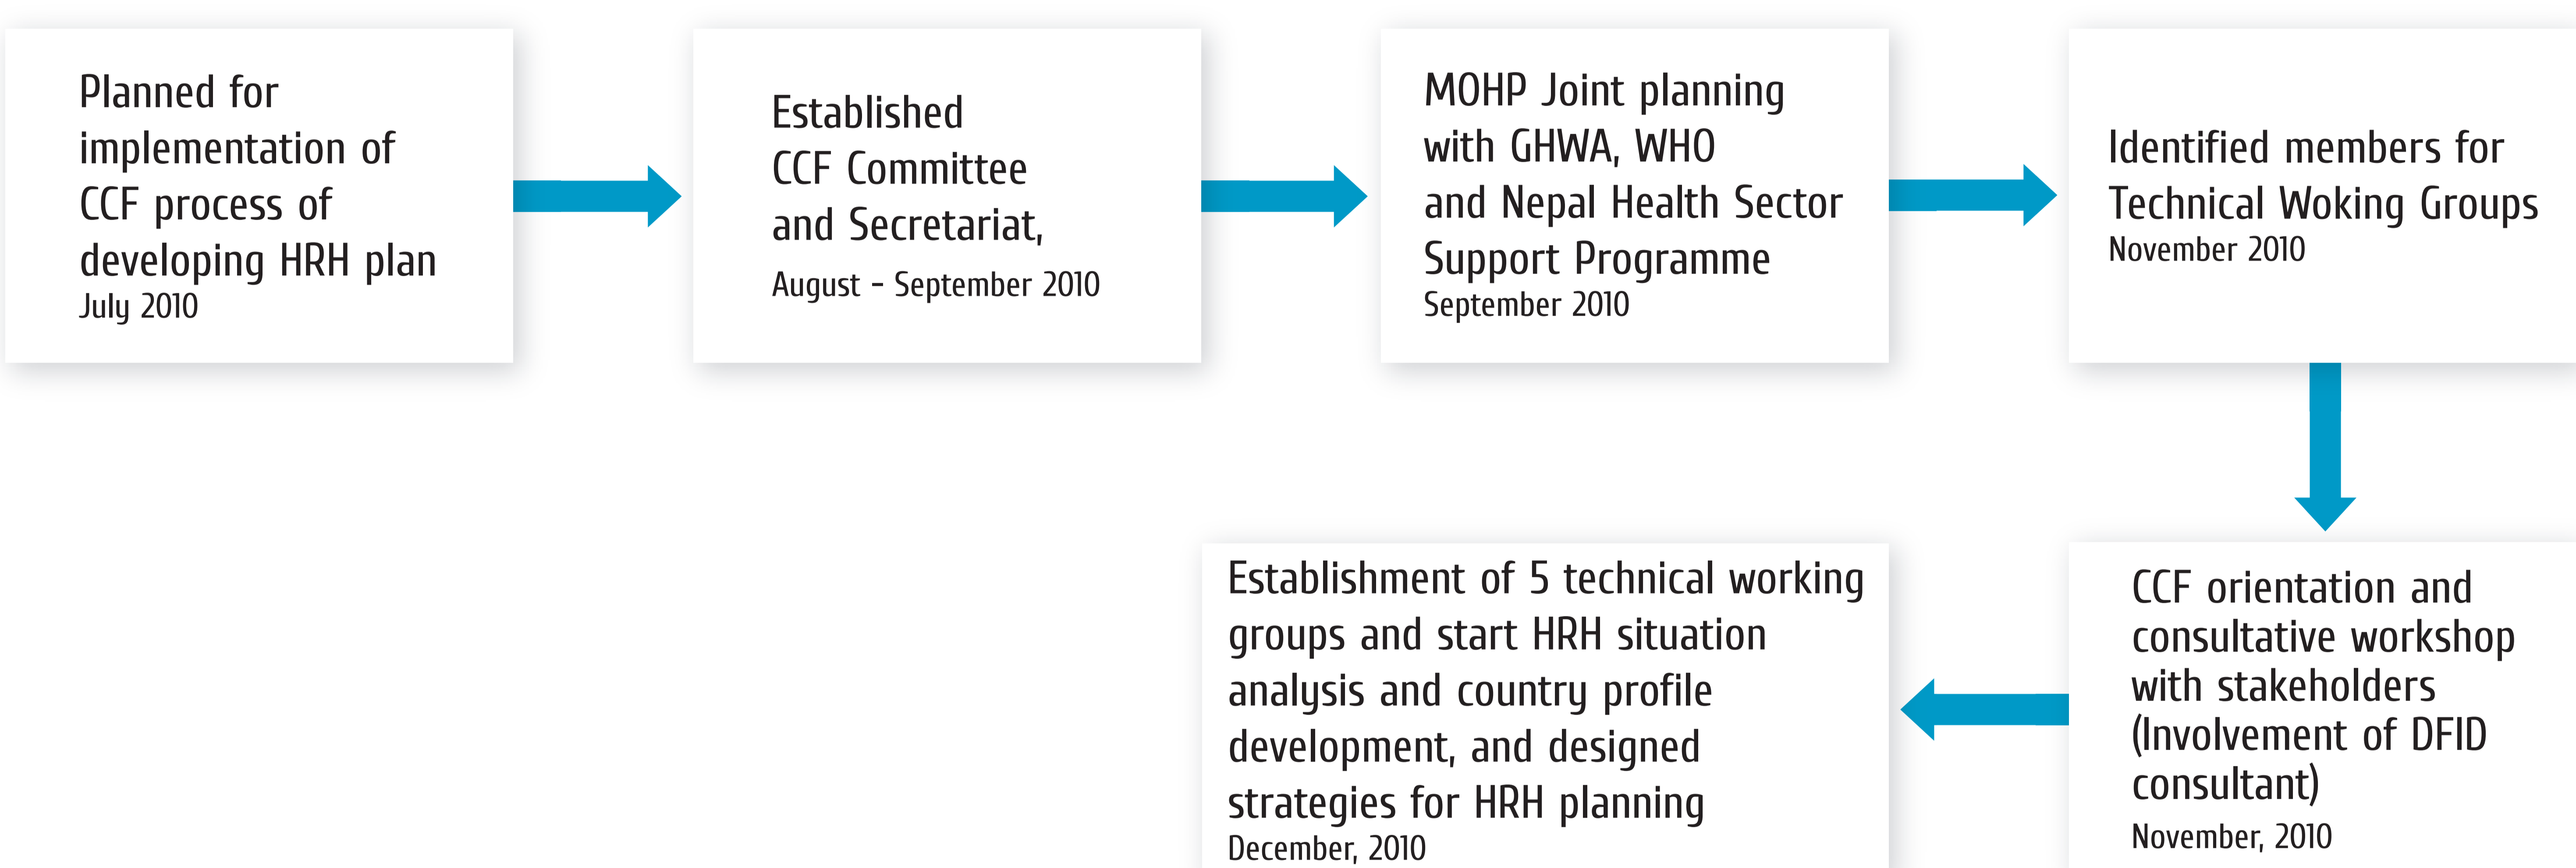 Planned for
implementation of
CCF process of
developing HRH plan
July 2010
Established
CCF Committee
and Secretariat,
August - September 2010
MOHP Joint planning
with GHWA, WHO
and Nepal Health Sector
Support Programme
September 2010
Identified members for
Technical Woking Groups
November 2010
CCF orientation and
consultative workshop
with stakeholders
(Involvement of DFID
consultant)
November, 2010
Establishment of 5 technical working
groups and start HRH situation
analysis and country profile
development, and designed
strategies for HRH planning
December, 2010